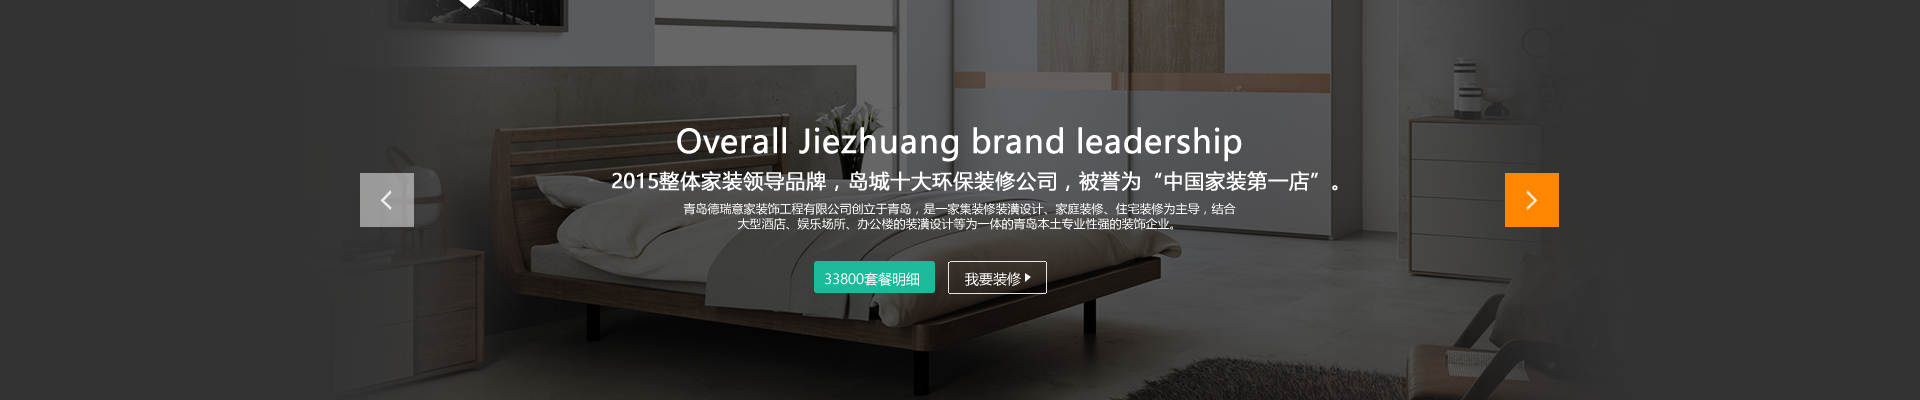 Overall Jiezhuang brand leadership
2015整体家装领导品牌，岛城十大环保装修公司，被誉为“中国家装第一店”。
青岛德瑞意家装饰工程有限公司创立于青岛，是一家集装修装潢设计、家庭装修、住宅装修为主导，结合
大型酒店、娱乐场所、办公楼的装潢设计等为一体的青岛本土专业性强的装饰企业。
33800套餐明细
我要装修